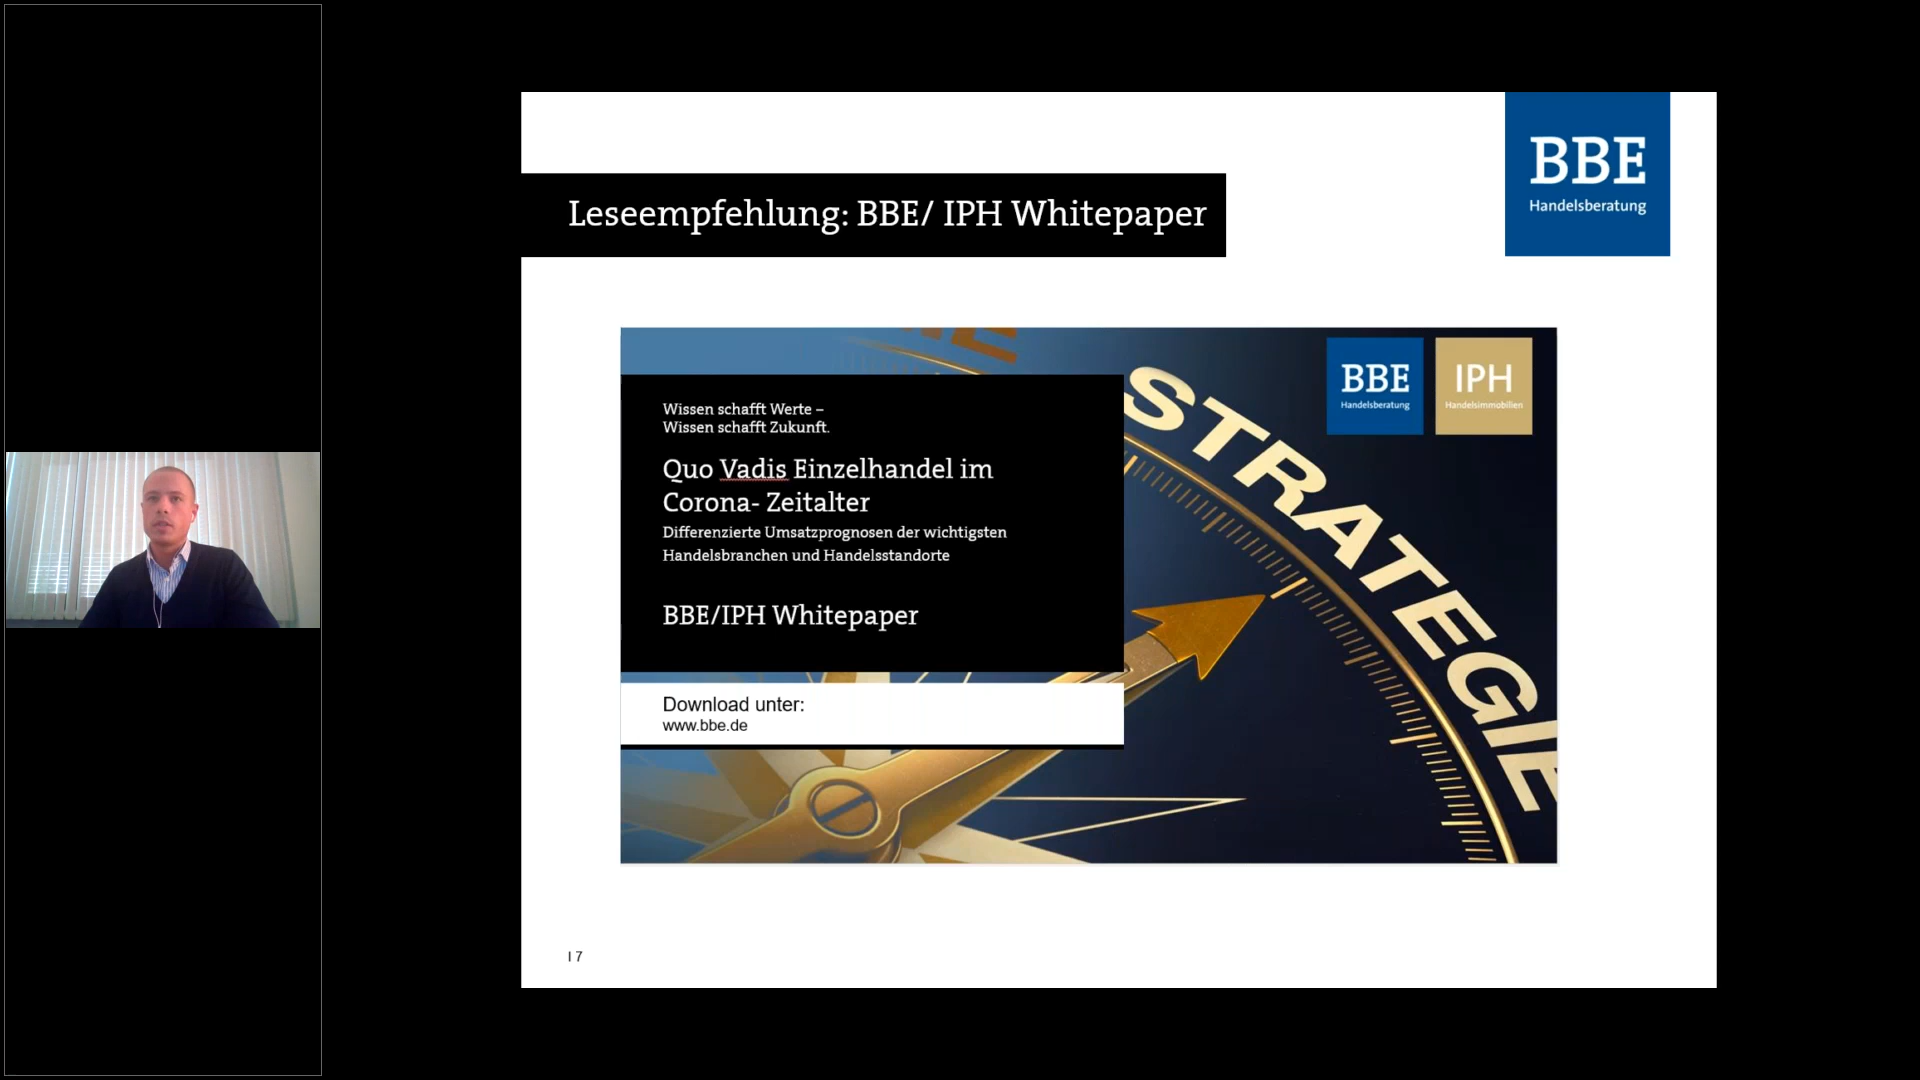 BBE
Handelsberatung
Leseempfehlung: BBE/ IPH Whitepaper
BBE
Handelsberatung
IPH
Handelsimmobilien
STRATEGIE
Wissen schafft Werte –
Wissen schafft Zukunft.
Quo Vadis Einzelhandel im
Corona- Zeitalter
Differenzierte Umsatzprognosen der wichtigsten
Handelsbranchen und Handelsstandorte
BBE/IPH Whitepaper
Download unter:
www.bbe.de
I 7